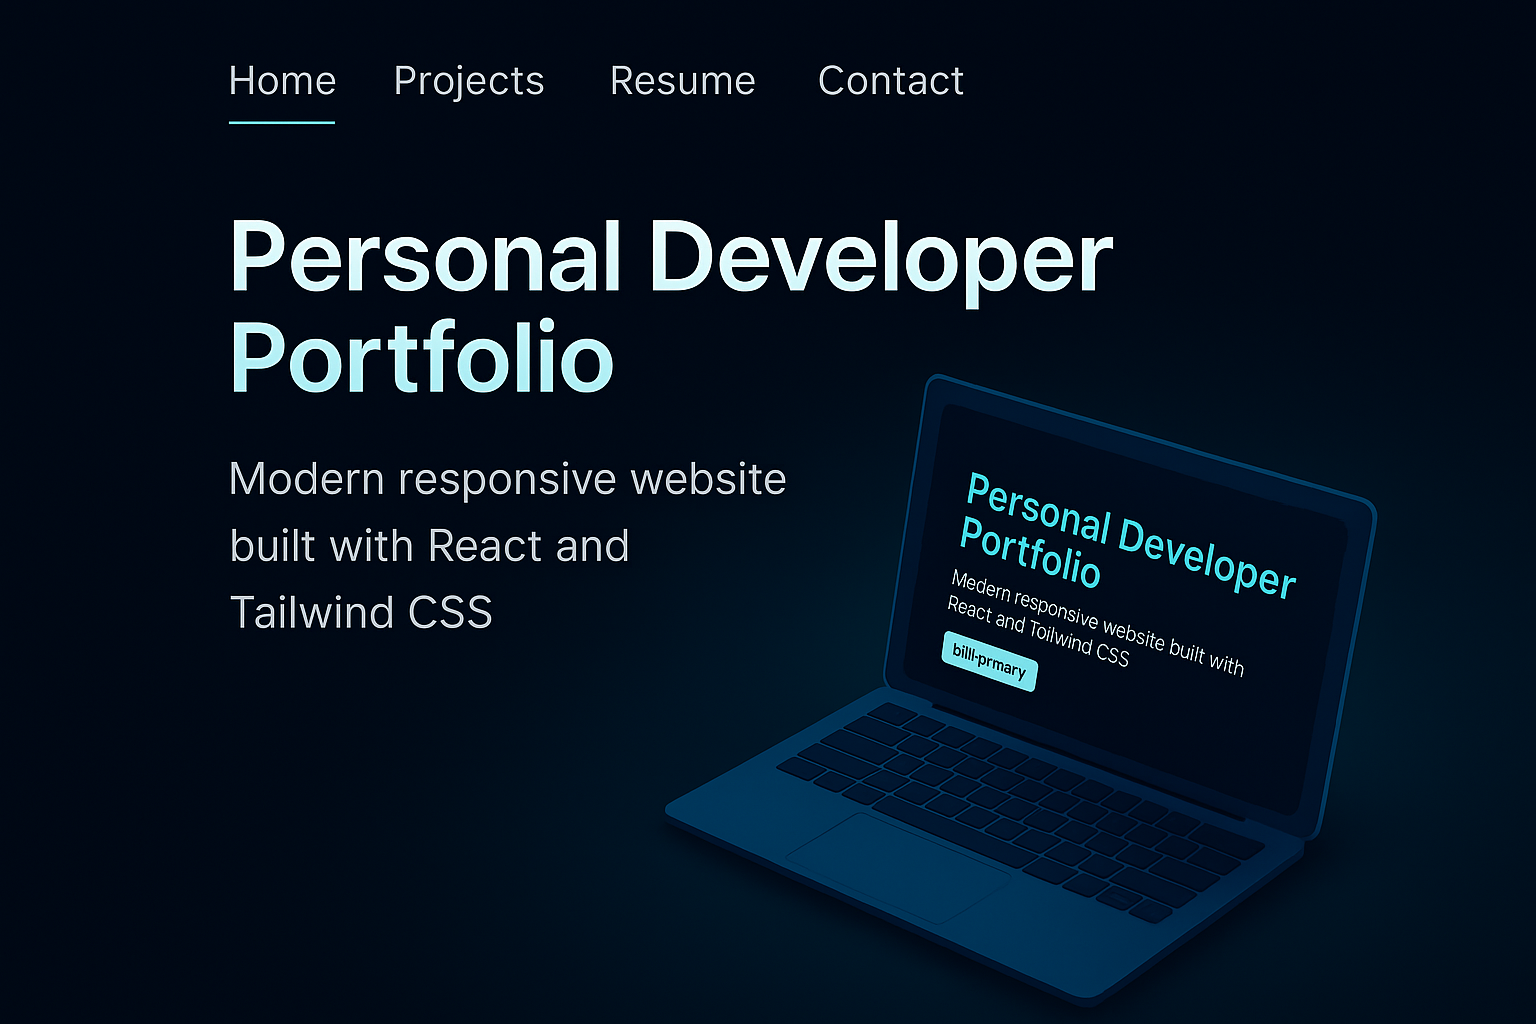 Home Projects Resume Contact
Personal Developer
Portfolio
Modern responsive website
built with React and
Tailwind CSS
Personal Developer
Portfolio
Medern responsive website built with
React and Toilwind CSS
billl-prmary